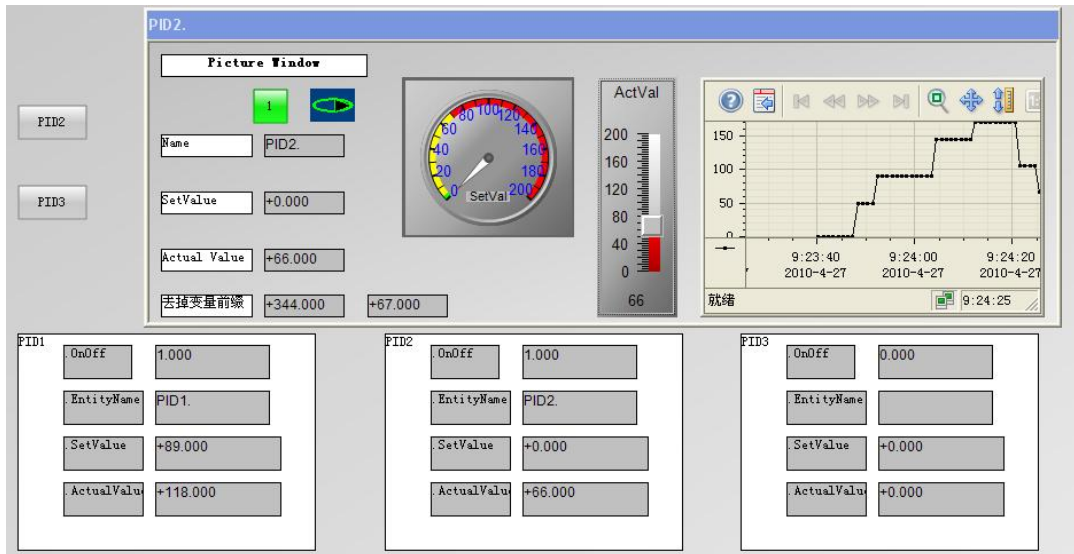 PID2.
Picture Window
1
PID2
PID3
Name
PID2.
SetValue
+0.000
Actual Value
+66.000
去掉变量前缀
+344.000
+67.000
0 20 40 60 80 100 120 140 160 180 200
SetVal
ActVal
200
160
120
80
40
0
66
150
100
50
0
9:23:40
2010-4-27
9:24:00
2010-4-27
9:24:20
2010-4-27
就绪
9:24:25
PID1
.OnOff
1.000
.EntityName
PID1.
.SetValue
+89.000
.ActualValu
+118.000
PID2
.OnOff
1.000
.EntityName
PID2.
.SetValue
+0.000
.ActualValu
+66.000
PID3
.OnOff
0.000
.EntityName
.SetValue
+0.000
.ActualValu
+0.000